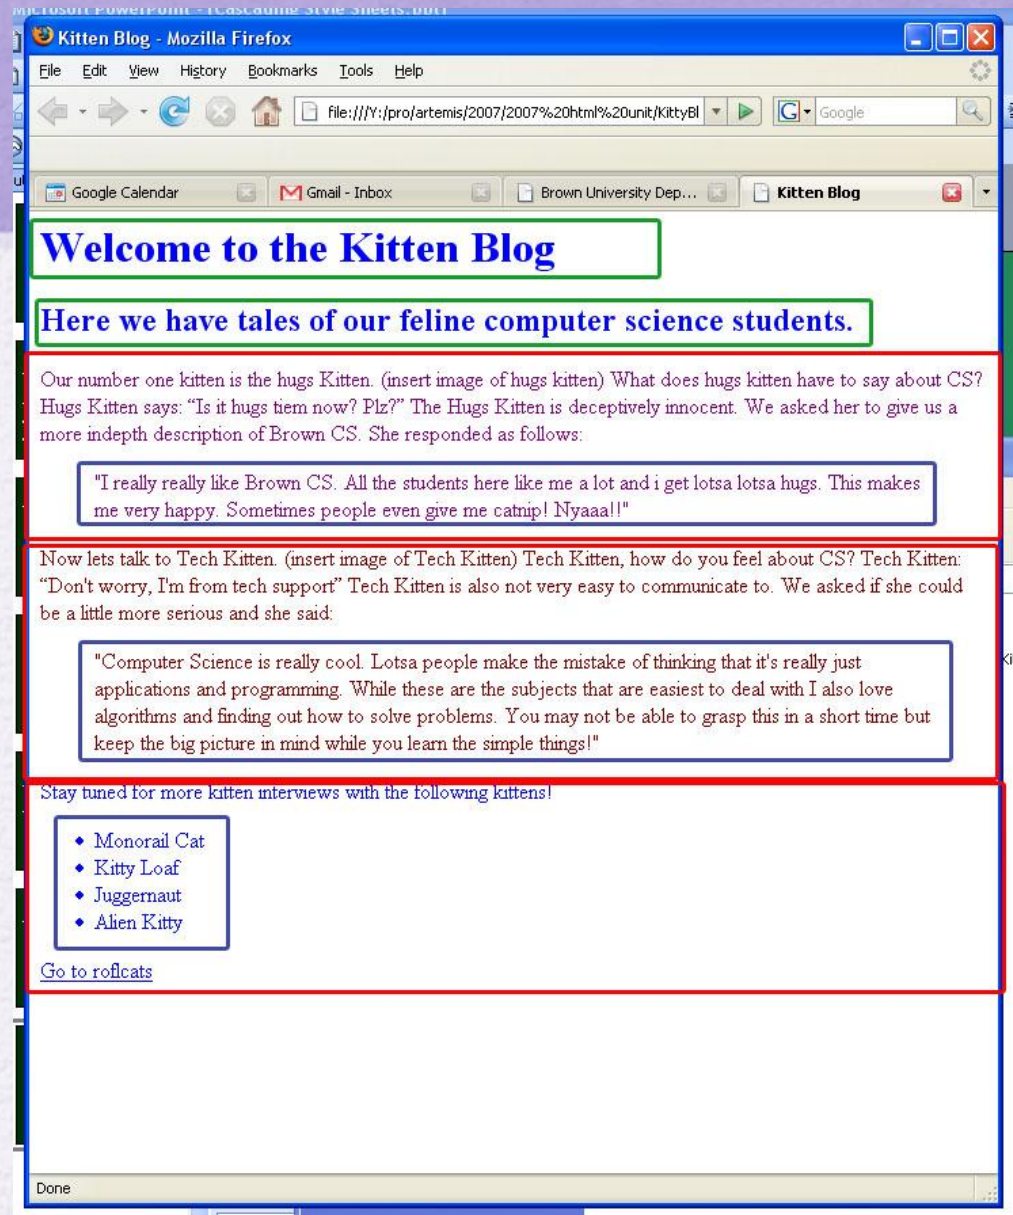 Microsoft PowerPoint - [Cascading Style Sheets.ppt]
Kitten Blog - Mozilla Firefox
File Edit View History Bookmarks Tools Help
file:///Y:/pro/artemis/2007/2007%20html%20unit/KittyBl
G Google
Google Calendar Gmail - Inbox Brown University Dep... Kitten Blog
Welcome to the Kitten Blog
Here we have tales of our feline computer science students.
Our number one kitten is the hugs Kitten. (insert image of hugs kitten) What does hugs kitten have to say about CS?
Hugs Kitten says: “Is it hugs tiem now? Plz?” The Hugs Kitten is deceptively innocent. We asked her to give us a
more indepth description of Brown CS. She responded as follows:
"I really really like Brown CS. All the students here like me a lot and i get lotsa lotsa hugs. This makes
me very happy. Sometimes people even give me catnip! Nyaaa!!"
Now lets talk to Tech Kitten. (insert image of Tech Kitten) Tech Kitten, how do you feel about CS? Tech Kitten:
“Don't worry, I'm from tech support” Tech Kitten is also not very easy to communicate to. We asked if she could
be a little more serious and she said:
"Computer Science is really cool. Lotsa people make the mistake of thinking that it's really just
applications and programming. While these are the subjects that are easiest to deal with I also love
algorithms and finding out how to solve problems. You may not be able to grasp this in a short time but
keep the big picture in mind while you learn the simple things!"
Stay tuned for more kitten interviews with the following kittens!
• Monorail Cat
• Kitty Loaf
• Juggernaut
• Alien Kitty
Go to roflcats
Done